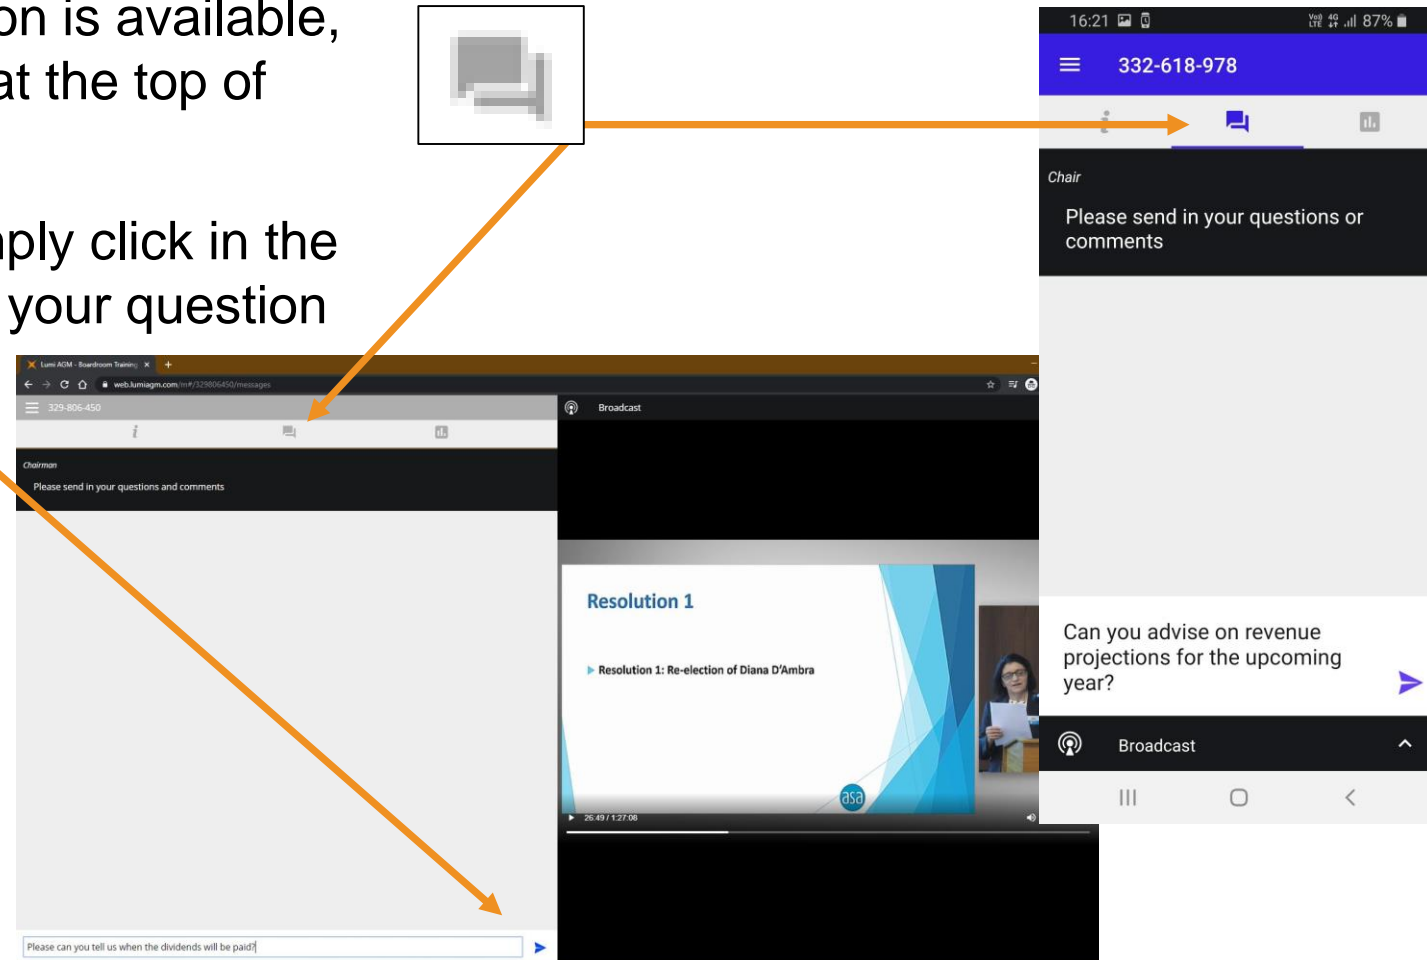 on is available,
at the top of
ply click in the
your question
Lumi AGM - Boardroom Training
web.lumiagm.com/m#/329806450/messages
329-806-450
i
Chairman
Please send in your questions and comments
Please can you tell us when the dividends will be paid?
Broadcast
Resolution 1
Resolution 1: Re-election of Diana D'Ambra
asa
26:49 / 1:27:08
16:21
Vo)) LTE 4G 87%
332-618-978
i
Chair
Please send in your questions or
comments
Can you advise on revenue
projections for the upcoming
year?
Broadcast